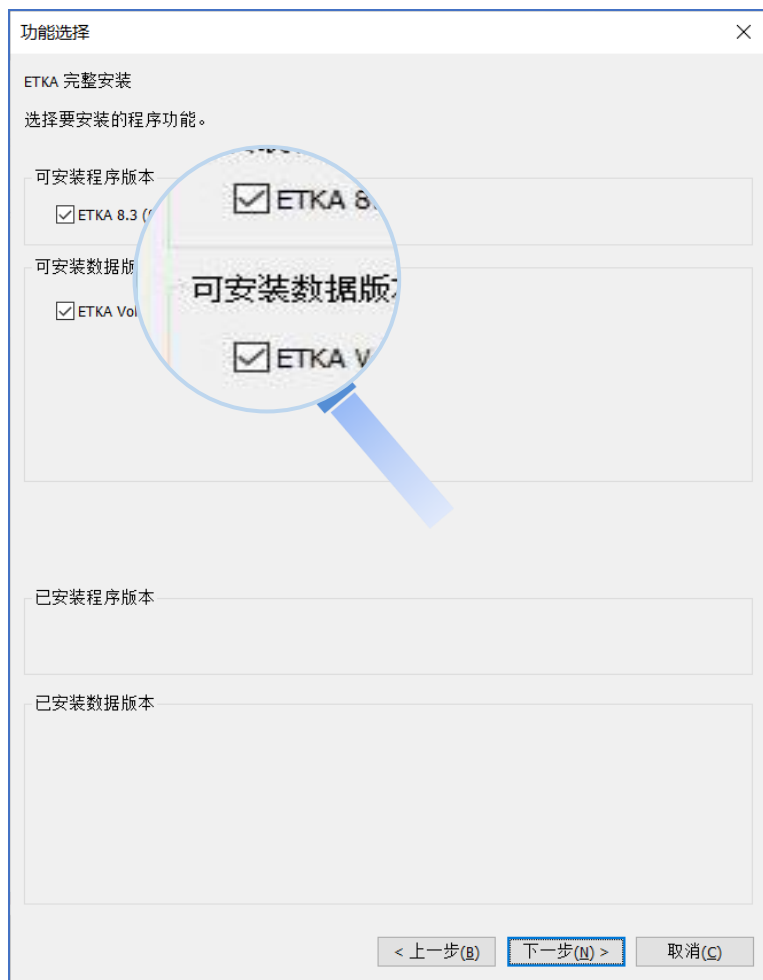 功能选择
ETKA 完整安装
选择要安装的程序功能。
可安装程序版本
ETKA 8.3
ETKA 8.
可安装数据版
可安装数据版
ETKA
ETKA V
已安装程序版本
已安装数据版本
< 上一步(B)
下一步(N) >
取消(C)